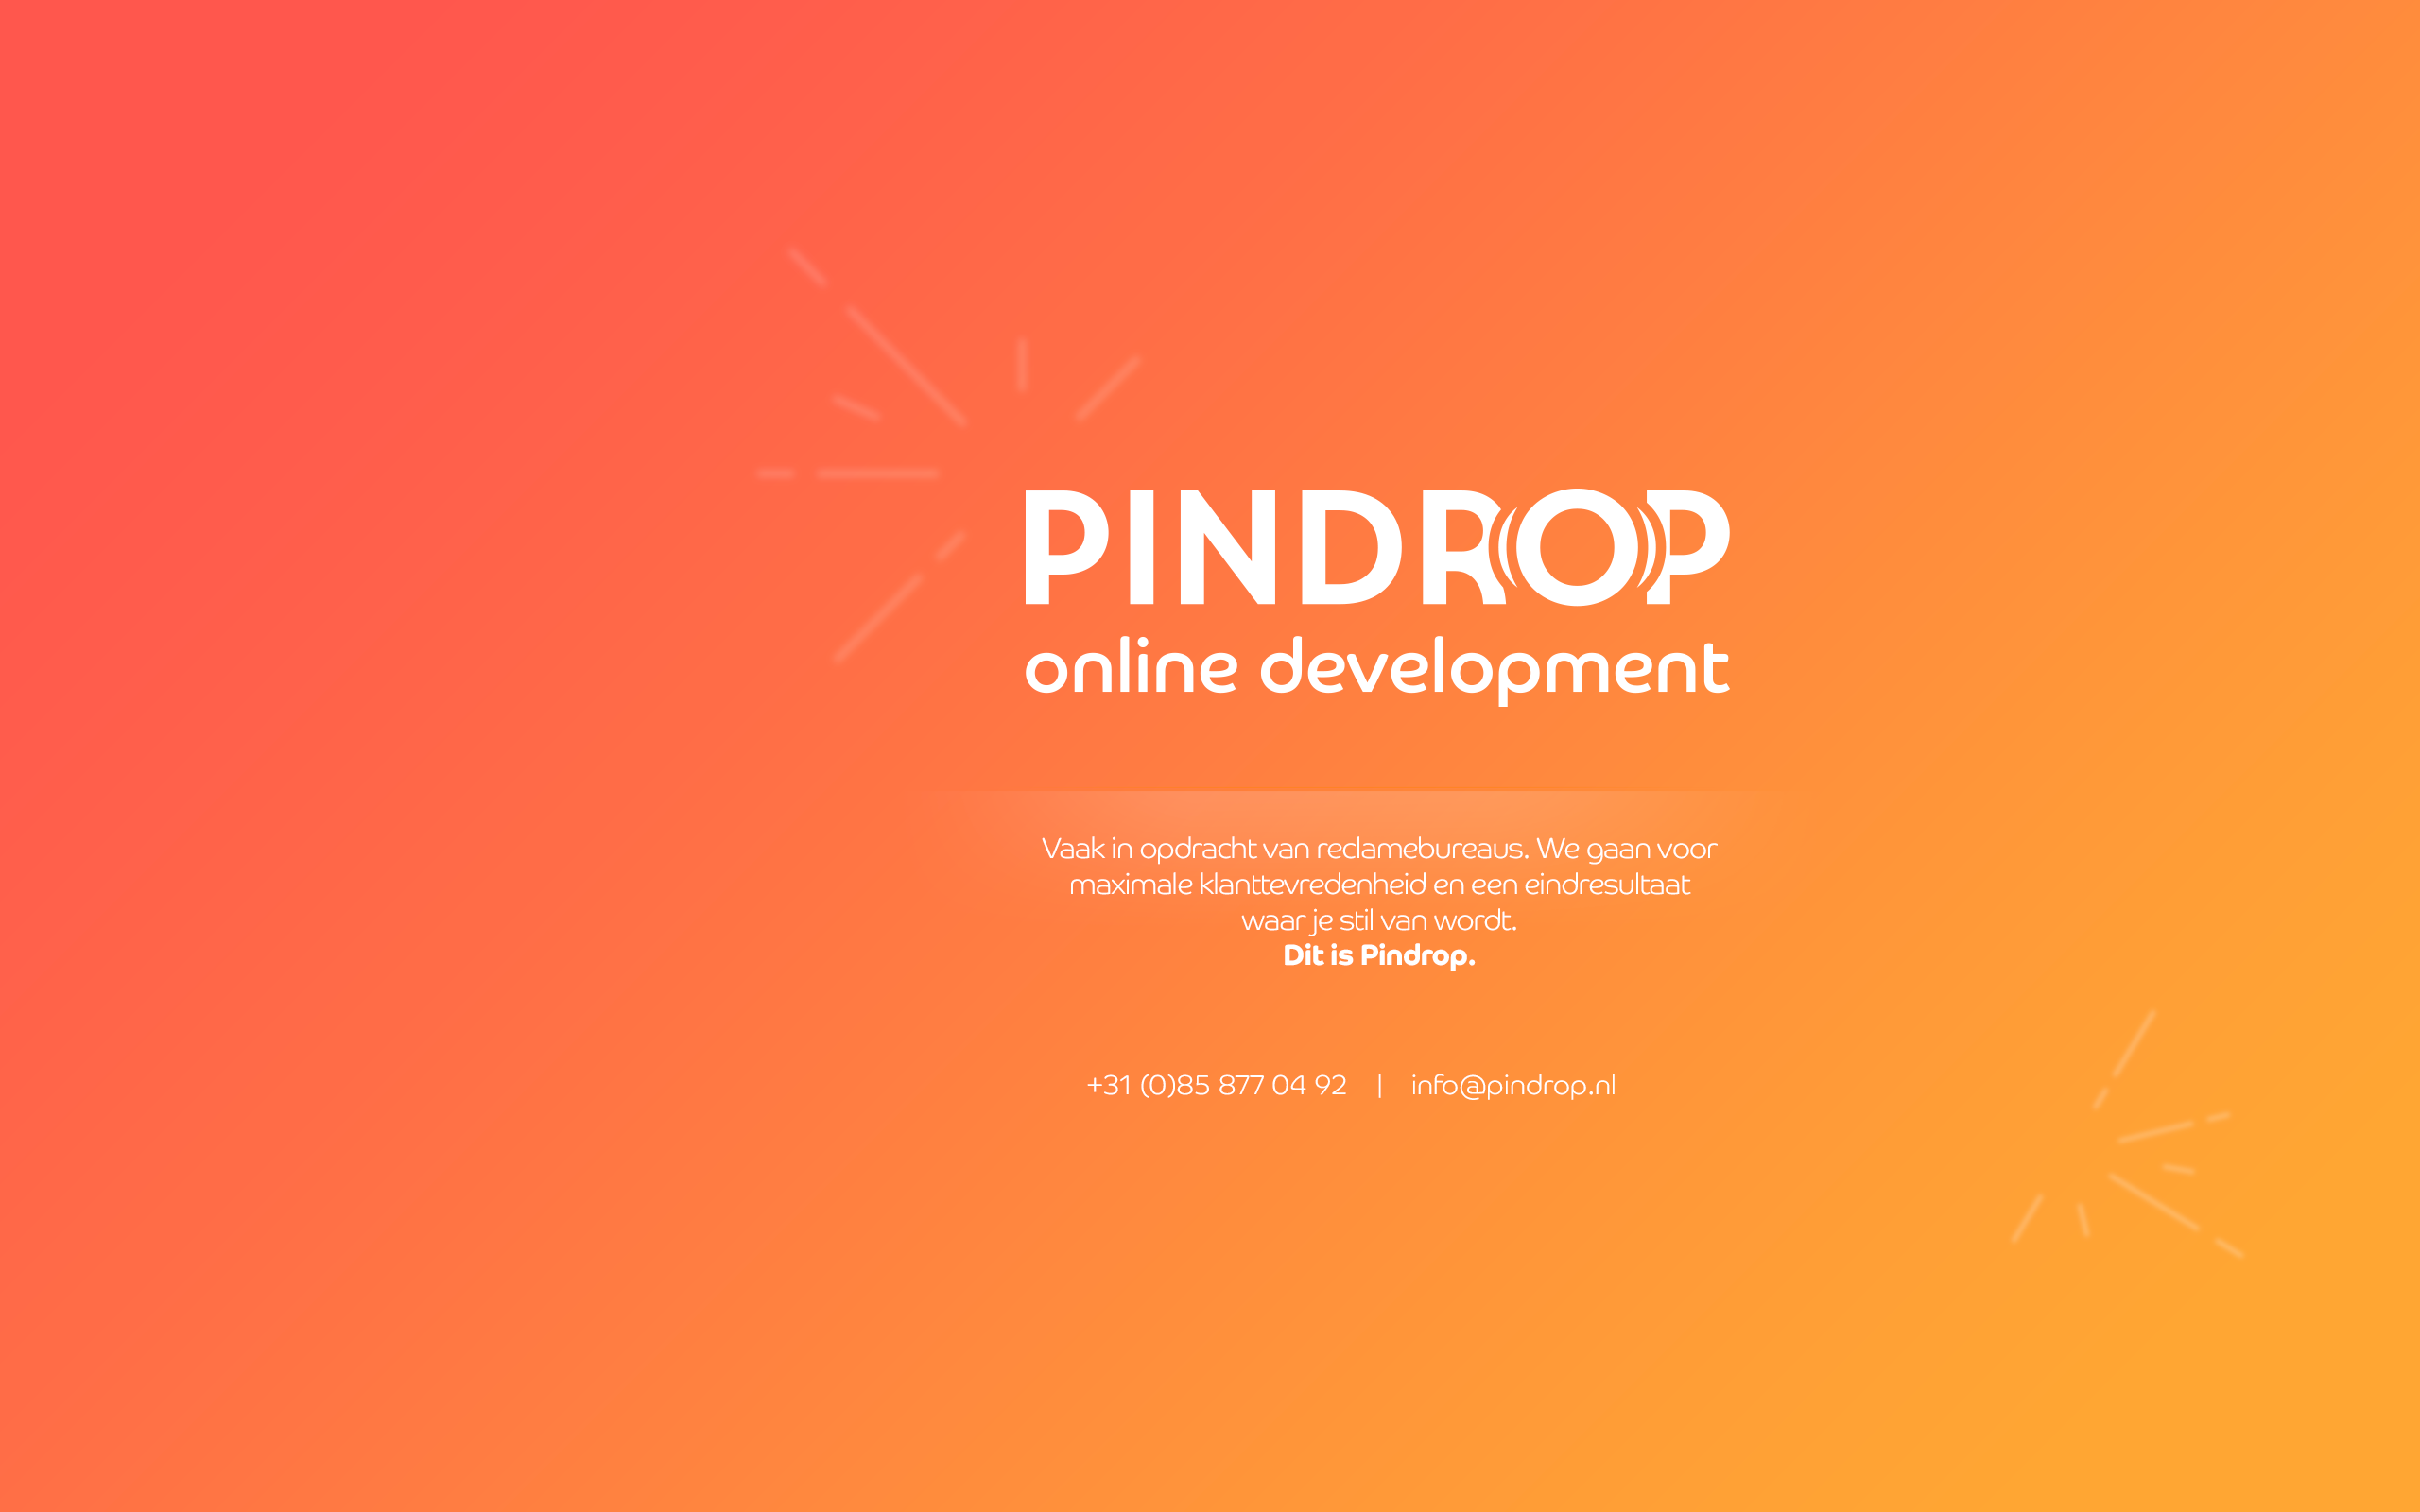 PINDROP
online development
Vaak in opdracht van reclamebureaus. We gaan voor
maximale klanttevredenheid en een eindresultaat
waar je stil van wordt.
Dit is Pindrop.
+31 (0)85 877 04 92 | info@pindrop.nl